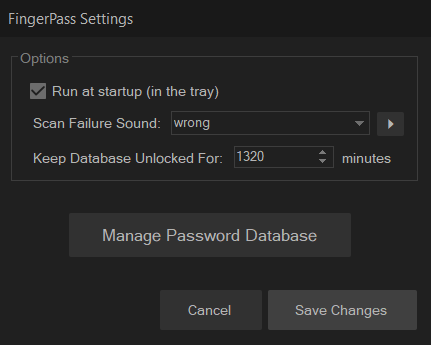 FingerPass Settings
Options
Run at startup (in the tray)
Scan Failure Sound: wrong
Keep Database Unlocked For: 1320 minutes
Manage Password Database
Cancel Save Changes